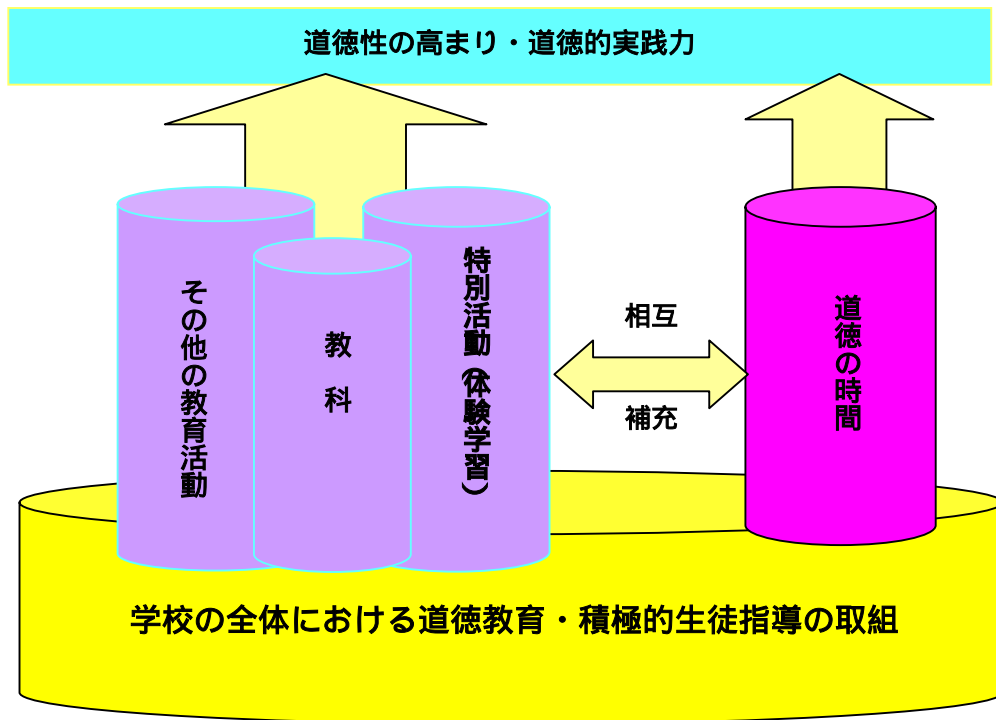 道徳性の高まり・道徳的実践力
その他の教育活動
教科
特別活動（体験学習）
相互
補充
道徳の時間
学校の全体における道徳教育・積極的生徒指導の取組